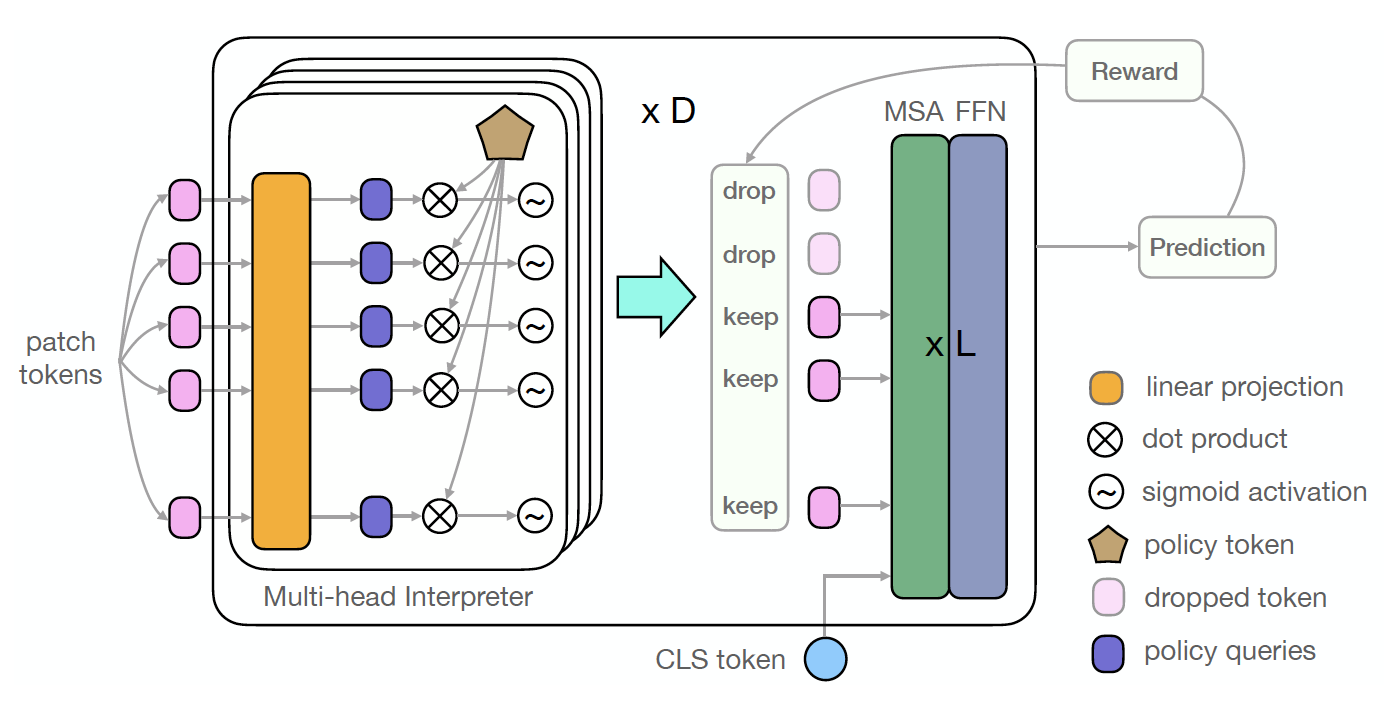 x D
MSA FFN
Reward
Prediction
patch
tokens
drop
drop
keep
keep
keep
x L
Multi-head Interpreter
CLS token
linear projection
dot product
sigmoid activation
policy token
dropped token
policy queries